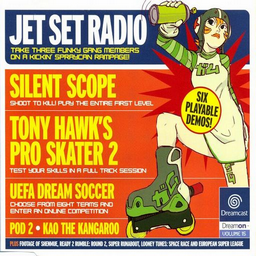 JET SET RADIO
TAKE THREE FUNKY GANG MEMBERS
ON A KICKIN' SPRAYCAN RAMPAGE!
SILENT SCOPE
SHOOT TO KILL! PLAY THE ENTIRE FIRST LEVEL
TONY HAWK'S
PRO SKATER 2
TEST YOUR SKILLS IN A FULL TRICK SESSION
UEFA DREAM SOCCER
CHOOSE FROM EIGHT TEAMS AND
ENTER AN ONLINE COMPETITION
POD 2 • KAO THE KANGAROO
SIX
PLAYABLE
DEMOS!
Dreamcast
Dreamon
VOLUME 15
PLUS FOOTAGE OF SHENMUE, READY 2 RUMBLE: ROUND 2, SUPER RUNABOUT, LOONEY TUNES: SPACE RACE AND EUROPEAN SUPER LEAGUE